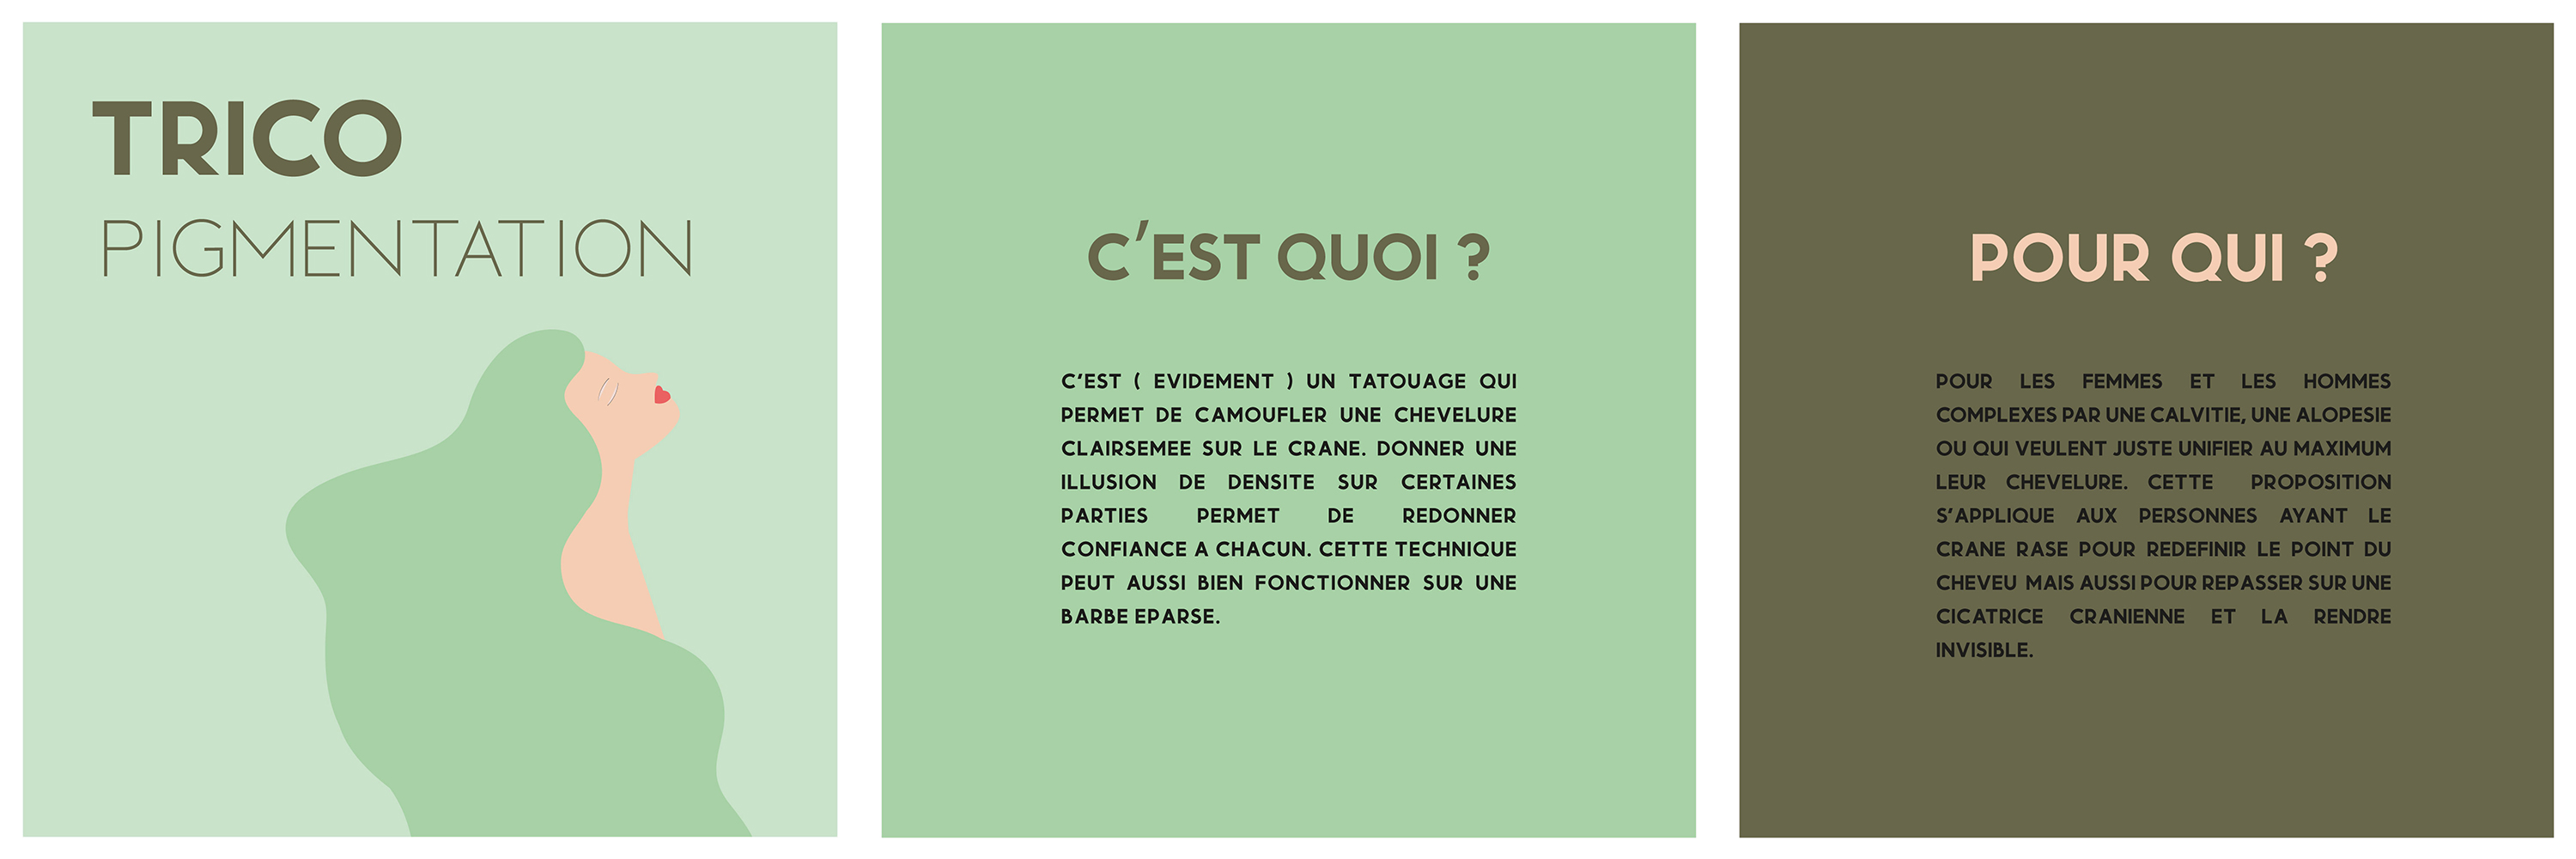 TRICO
PIGMENTATION
C'EST QUOI ?
C'EST ( EVIDEMENT ) UN TATOUAGE QUI
PERMET DE CAMOUFLER UNE CHEVELURE
CLAIRSEMEE SUR LE CRANE. DONNER UNE
ILLUSION DE DENSITE SUR CERTAINES
PARTIES PERMET DE REDONNER
CONFIANCE A CHACUN. CETTE TECHNIQUE
PEUT AUSSI BIEN FONCTIONNER SUR UNE
BARBE EPARSE.
POUR QUI ?
POUR LES FEMMES ET LES HOMMES
COMPLEXES PAR UNE CALVITIE, UNE ALOPESIE
OU QUI VEULENT JUSTE UNIFIER AU MAXIMUM
LEUR CHEVELURE. CETTE PROPOSITION
S'APPLIQUE AUX PERSONNES AYANT LE
CRANE RASE POUR REDEFINIR LE POINT DU
CHEVEU MAIS AUSSI POUR REPASSER SUR UNE
CICATRICE CRANIENNE ET LA RENDRE
INVISIBLE.